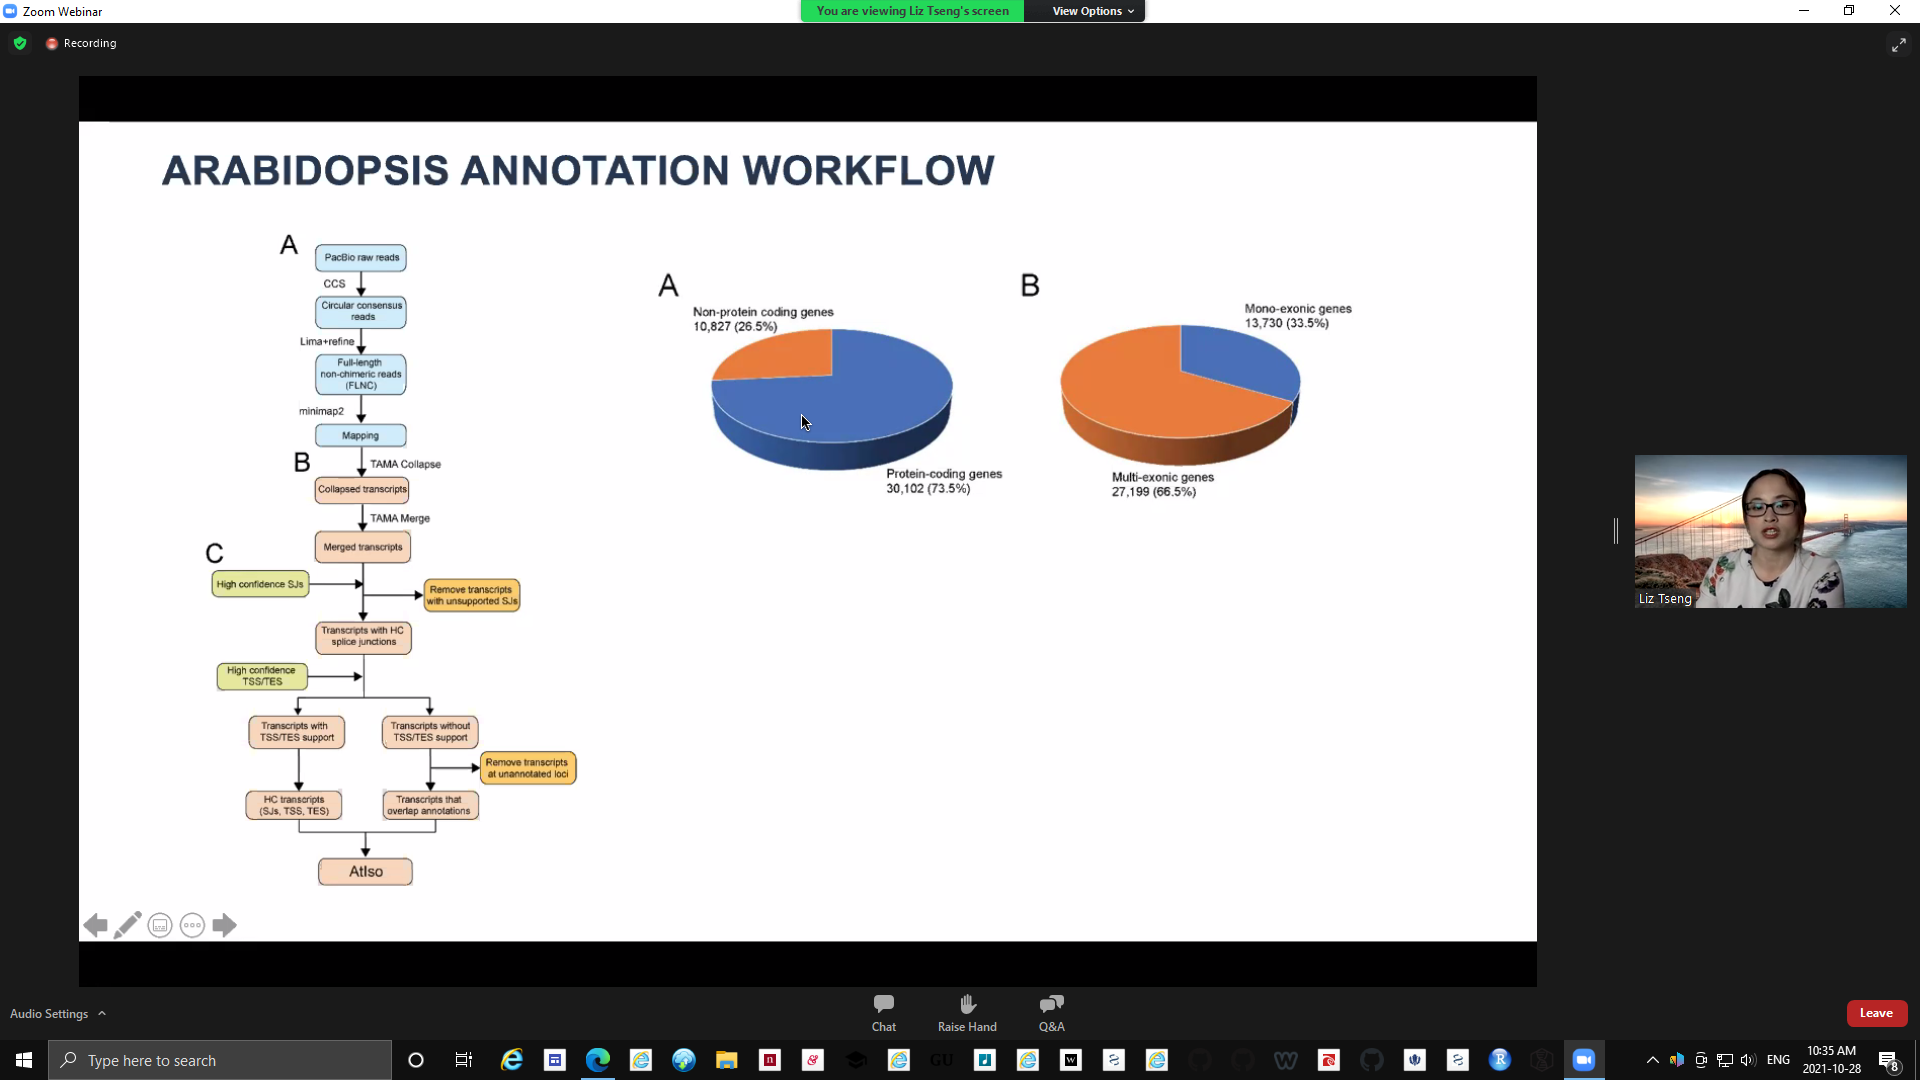 Zoom Webinar
You are viewing Liz Tseng's screen
View Options
Recording
ARABIDOPSIS ANNOTATION WORKFLOW
A
PacBio raw reads
CCS
Circular consensus
reads
Lima+refine
Full-length
non-chimeric reads
(FLNC)
minimap2
Mapping
B
TAMA Collapse
Collapsed transcripts
TAMA Merge
Merged transcripts
C
High confidence SJs
Remove transcripts
with unsupported SJs
Transcripts with HC
splice junctions
High confidence
TSS/TES
Transcripts with
TSS/TES support
Transcripts without
TSS/TES support
Remove transcripts
at unannotated loci
HC transcripts
(SJs, TSS, TES)
Transcripts that
overlap annotations
AtIso
A
Non-protein coding genes
10,827 (26.5%)
Protein-coding genes
30,102 (73.5%)
B
Mono-exonic genes
13,730 (33.5%)
Multi-exonic genes
27,199 (66.5%)
Liz Tseng
Audio Settings
Chat
Raise Hand
Q&A
Leave
Type here to search
GU
ENG
10:35 AM
2021-10-28
8